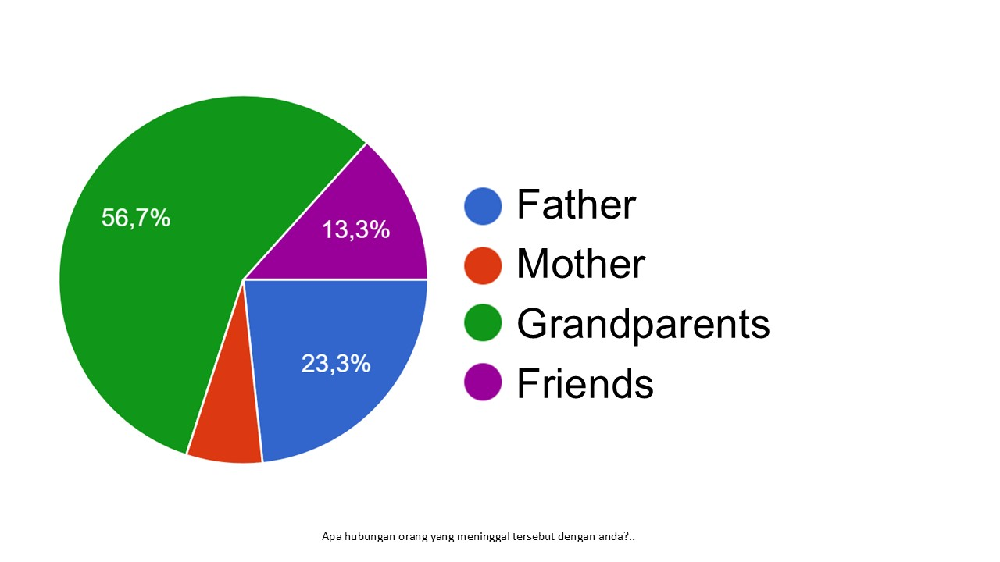 56,7%
13,3%
23,3%
Father
Mother
Grandparents
Friends
Apa hubungan orang yang meninggal tersebut dengan anda?..